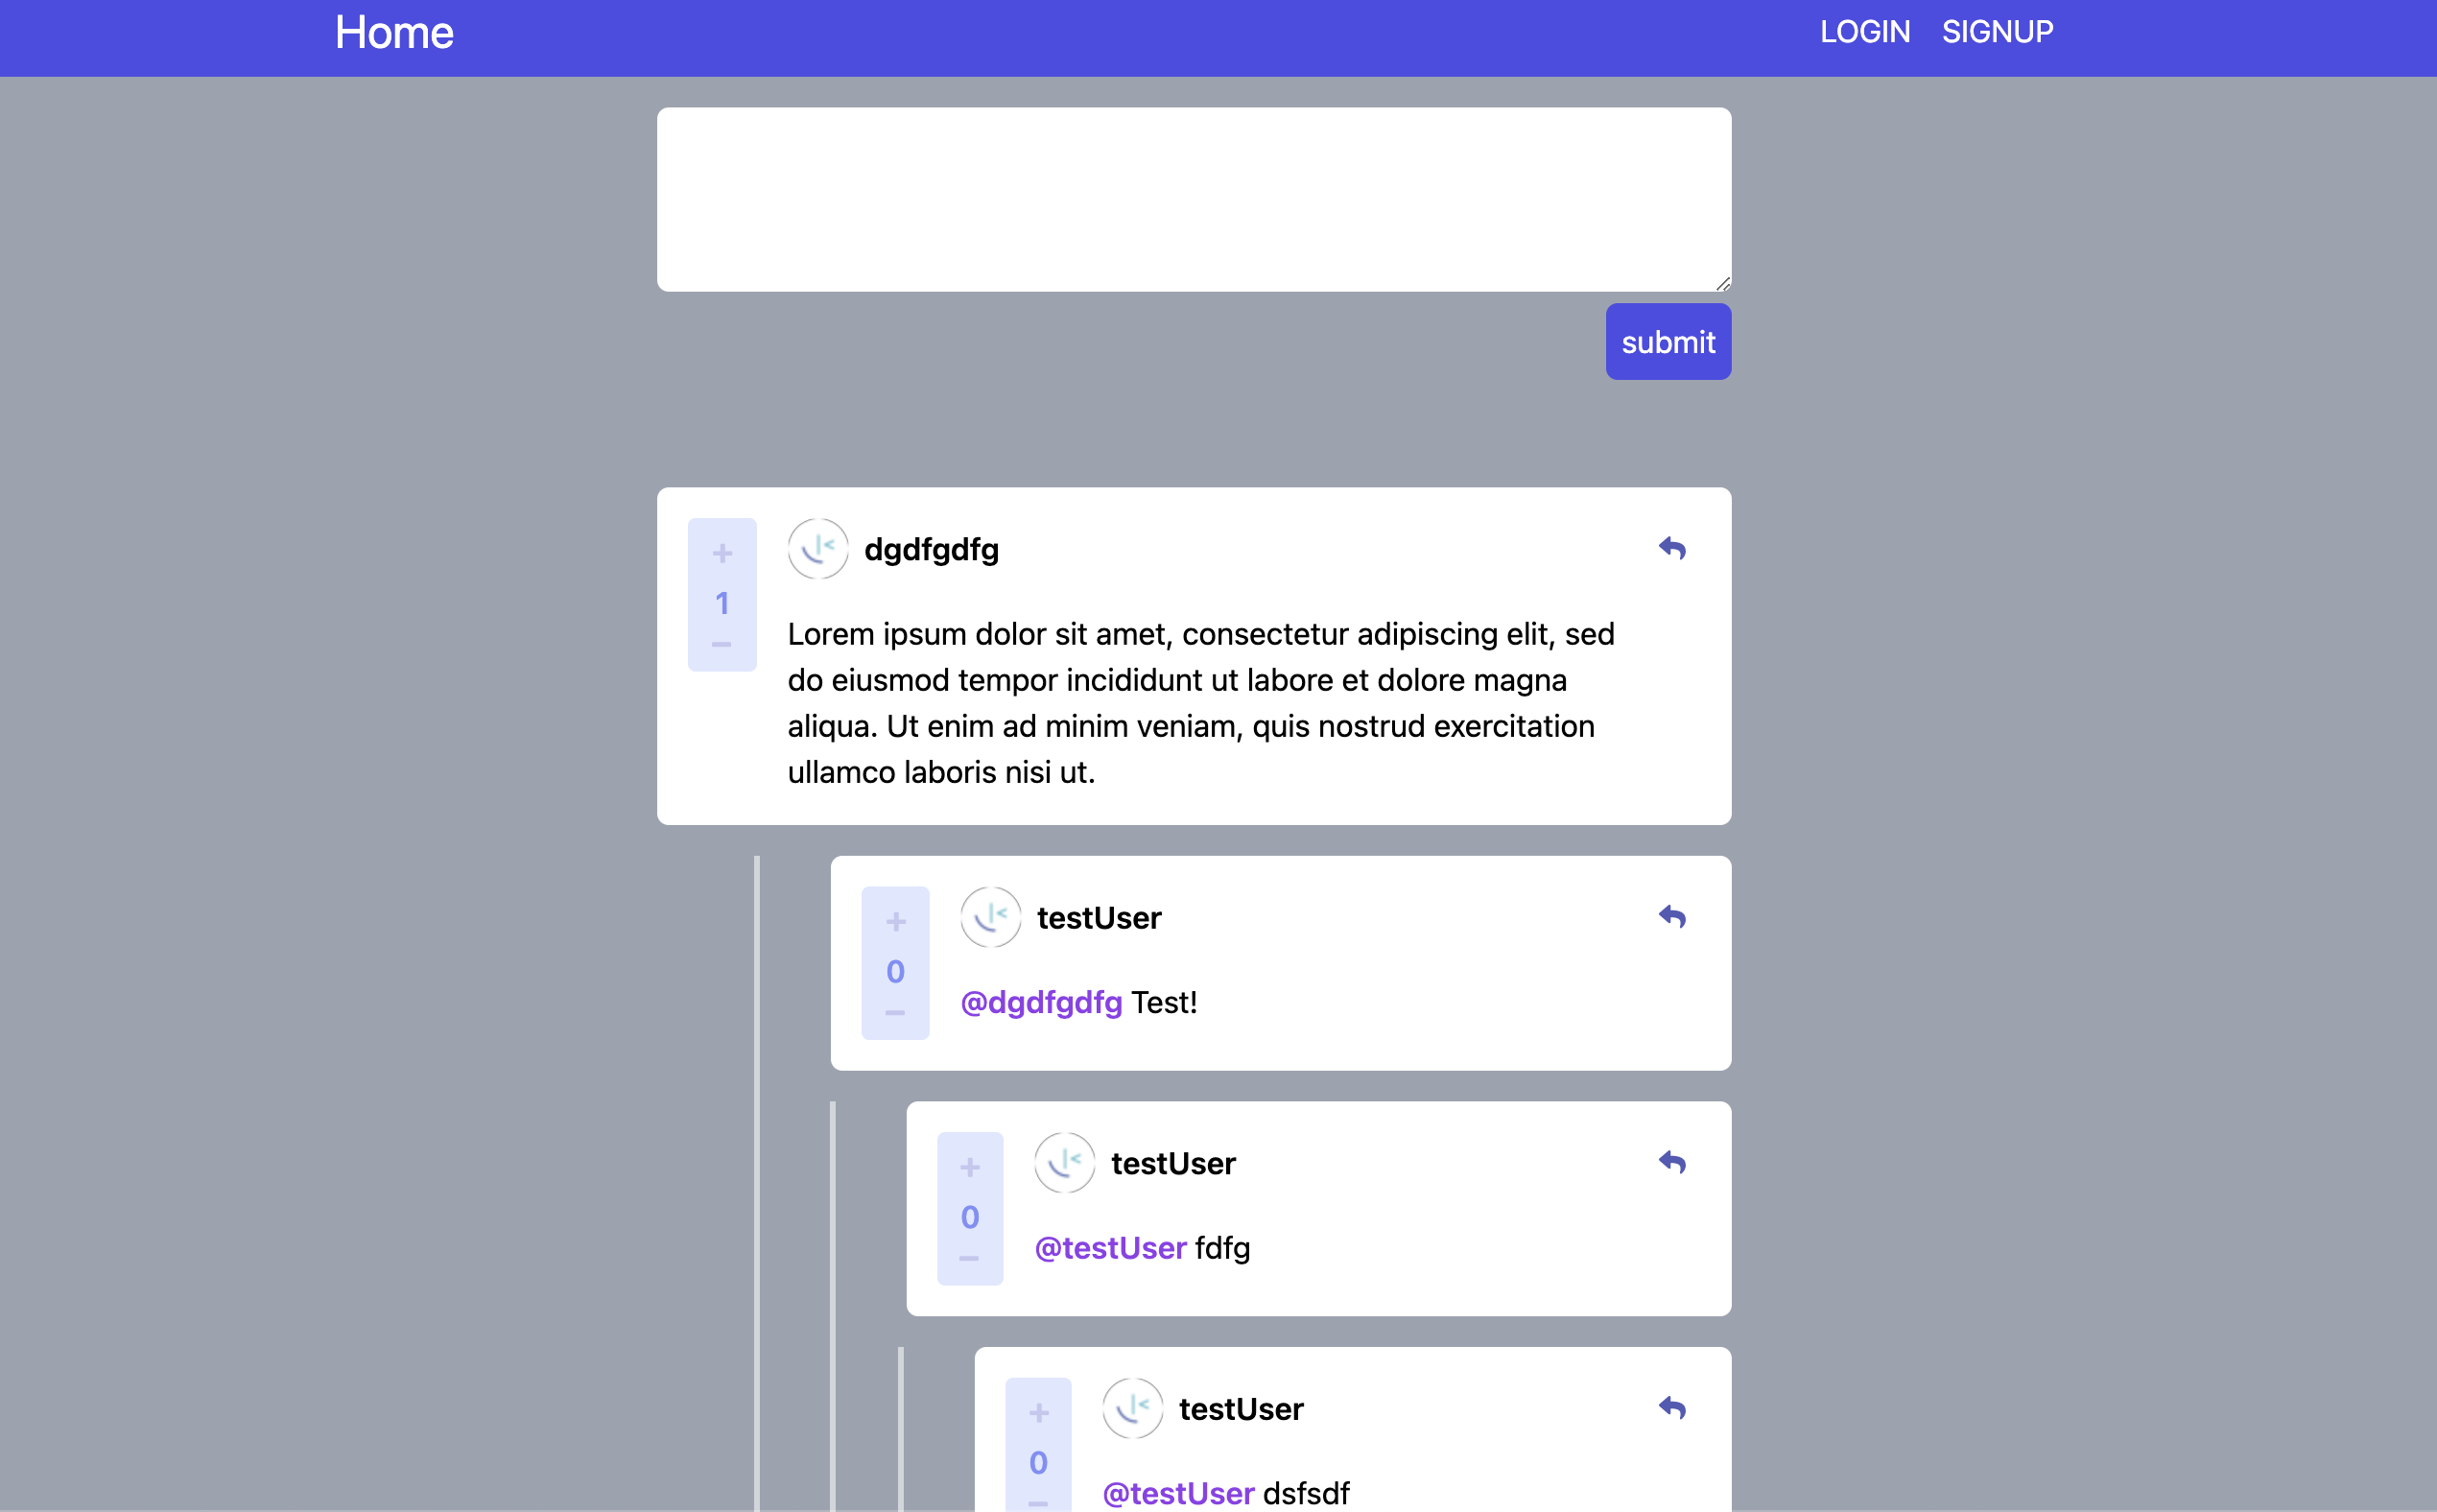 Home
LOGIN SIGNUP
submit
+
1
−
dgdfgdfg
Lorem ipsum dolor sit amet, consectetur adipiscing elit, sed
do eiusmod tempor incididunt ut labore et dolore magna
aliqua. Ut enim ad minim veniam, quis nostrud exercitation
ullamco laboris nisi ut.
+
0
−
testUser
@dgdfgdfg Test!
+
0
−
testUser
@testUser fdfg
+
0
−
testUser
@testUser dsfsdf